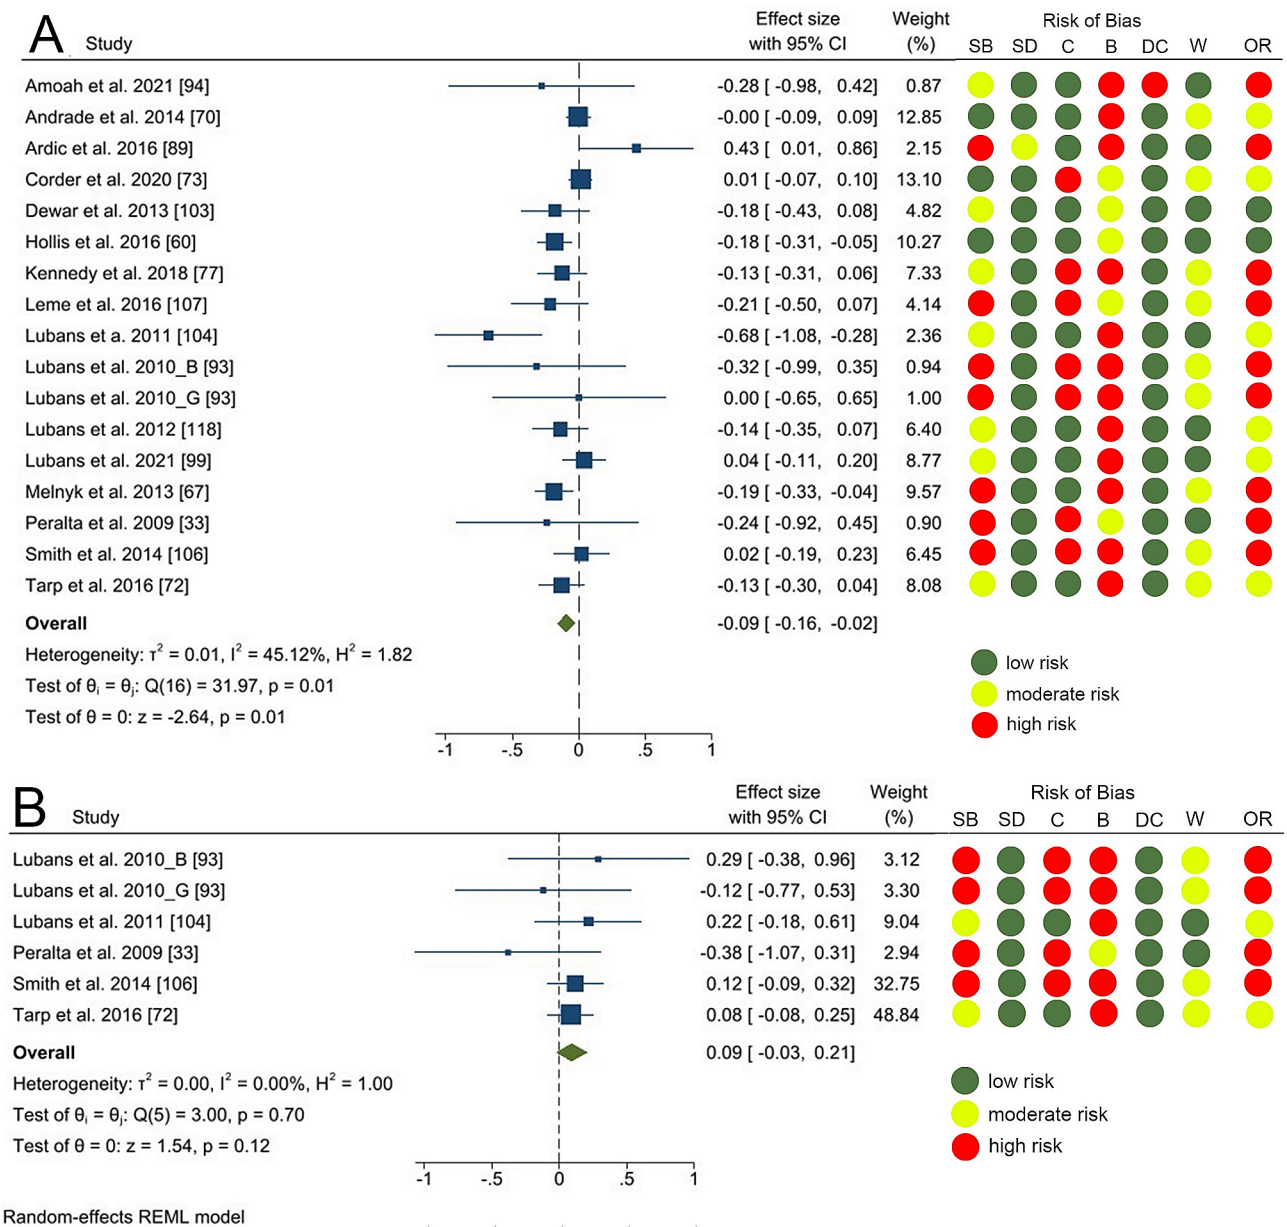 A Study Effect size with 95% CI Weight (%) Risk of Bias
SB SD C B DC W OR
Amoah et al. 2021 [94] -0.28 [ -0.98, 0.42] 0.87
Andrade et al. 2014 [70] -0.00 [ -0.09, 0.09] 12.85
Ardic et al. 2016 [89] 0.43 [ 0.01, 0.86] 2.15
Corder et al. 2020 [73] 0.01 [ -0.07, 0.10] 13.10
Dewar et al. 2013 [103] -0.18 [ -0.43, 0.08] 4.82
Hollis et al. 2016 [60] -0.18 [ -0.31, -0.05] 10.27
Kennedy et al. 2018 [77] -0.13 [ -0.31, 0.06] 7.33
Leme et al. 2016 [107] -0.21 [ -0.50, 0.07] 4.14
Lubans et a. 2011 [104] -0.68 [ -1.08, -0.28] 2.36
Lubans et al. 2010_B [93] -0.32 [ -0.99, 0.35] 0.94
Lubans et al. 2010_G [93] 0.00 [ -0.65, 0.65] 1.00
Lubans et al. 2012 [118] -0.14 [ -0.35, 0.07] 6.40
Lubans et al. 2021 [99] 0.04 [ -0.11, 0.20] 8.77
Melnyk et al. 2013 [67] -0.19 [ -0.33, -0.04] 9.57
Peralta et al. 2009 [33] -0.24 [ -0.92, 0.45] 0.90
Smith et al. 2014 [106] 0.02 [ -0.19, 0.23] 6.45
Tarp et al. 2016 [72] -0.13 [ -0.30, 0.04] 8.08
Overall -0.09 [ -0.16, -0.02]
Heterogeneity: τ² = 0.01, I² = 45.12%, H² = 1.82
Test of θi = θj: Q(16) = 31.97, p = 0.01
Test of θ = 0: z = -2.64, p = 0.01
low risk
moderate risk
high risk
-1 -.5 0 .5 1
B Study Effect size with 95% CI Weight (%) Risk of Bias
SB SD C B DC W OR
Lubans et al. 2010_B [93] 0.29 [ -0.38, 0.96] 3.12
Lubans et al. 2010_G [93] -0.12 [ -0.77, 0.53] 3.30
Lubans et al. 2011 [104] 0.22 [ -0.18, 0.61] 9.04
Peralta et al. 2009 [33] -0.38 [ -1.07, 0.31] 2.94
Smith et al. 2014 [106] 0.12 [ -0.09, 0.32] 32.75
Tarp et al. 2016 [72] 0.08 [ -0.08, 0.25] 48.84
Overall 0.09 [ -0.03, 0.21]
Heterogeneity: τ² = 0.00, I² = 0.00%, H² = 1.00
Test of θi = θj: Q(5) = 3.00, p = 0.70
Test of θ = 0: z = 1.54, p = 0.12
low risk
moderate risk
high risk
-1 -.5 0 .5 1
Random-effects REML model